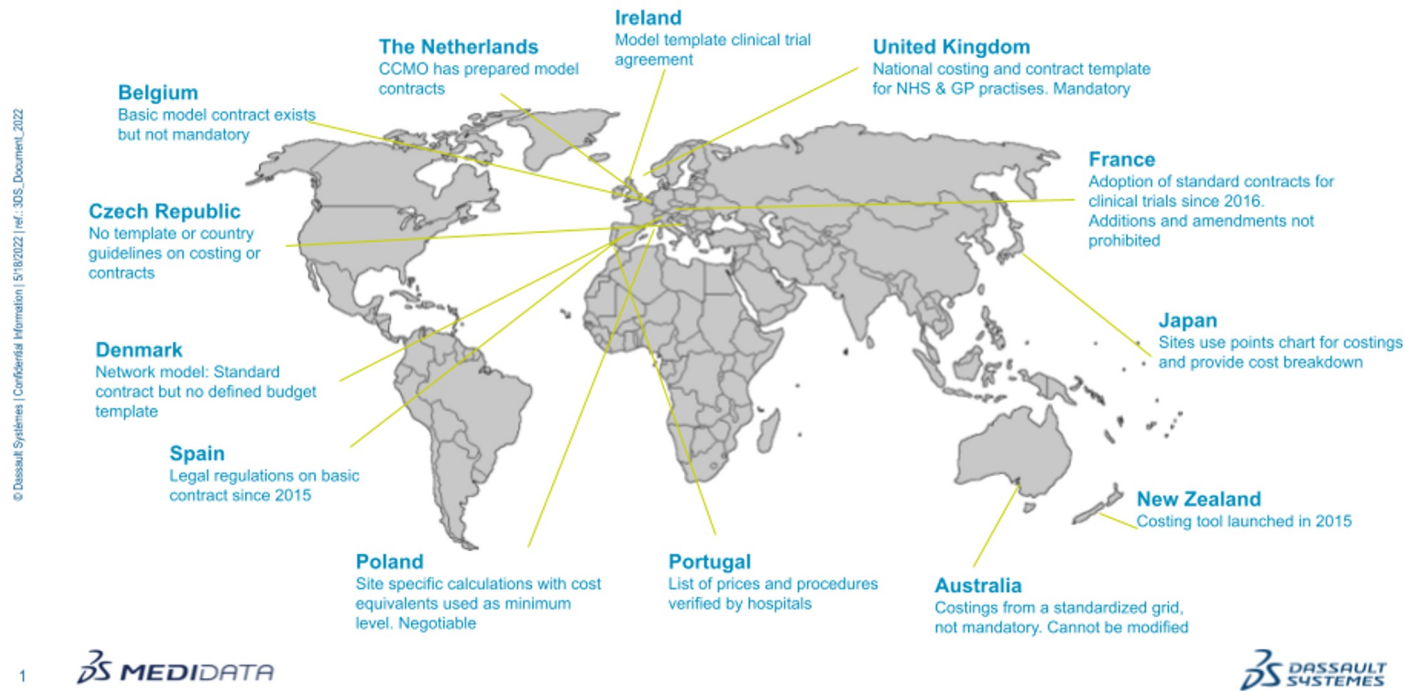 Ireland
Model template clinical trial
agreement
The Netherlands
CCMO has prepared model
contracts
United Kingdom
National costing and contract template
for NHS & GP practises. Mandatory
Belgium
Basic model contract exists
but not mandatory
France
Adoption of standard contracts for
clinical trials since 2016.
Additions and amendments not
prohibited
Czech Republic
No template or country
guidelines on costing or
contracts
Japan
Sites use points chart for costings
and provide cost breakdown
Denmark
Network model: Standard
contract but no defined budget
template
Spain
Legal regulations on basic
contract since 2015
New Zealand
Costing tool launched in 2015
Poland
Site specific calculations with cost
equivalents used as minimum
level. Negotiable
Portugal
List of prices and procedures
verified by hospitals
Australia
Costings from a standardized grid,
not mandatory. Cannot be modified
© Dassault Systèmes | Confidential Information | 5/18/2022 | ref.: 3DS_Document_2022
1
MEDIDATA
DASSAULT
SYSTEMES